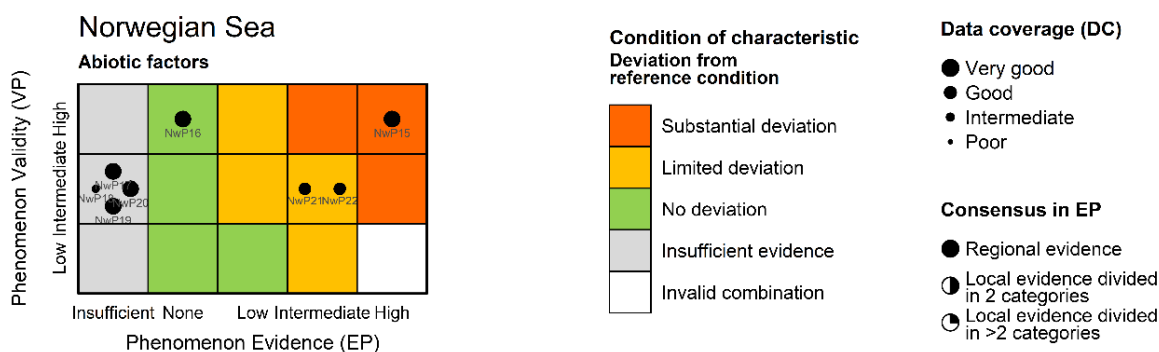 Norwegian Sea
Abiotic factors
Phenomenon Validity (VP)
Low Intermediate High
NwP16
NwP15
NwP17
NwP18
NwP20
NwP19
NwP21
NwP22
Insufficient None Low Intermediate High
Phenomenon Evidence (EP)
Condition of characteristic
Deviation from
reference condition
Substantial deviation
Limited deviation
No deviation
Insufficient evidence
Invalid combination
Data coverage (DC)
Very good
Good
Intermediate
Poor
Consensus in EP
Regional evidence
Local evidence divided
in 2 categories
Local evidence divided
in >2 categories